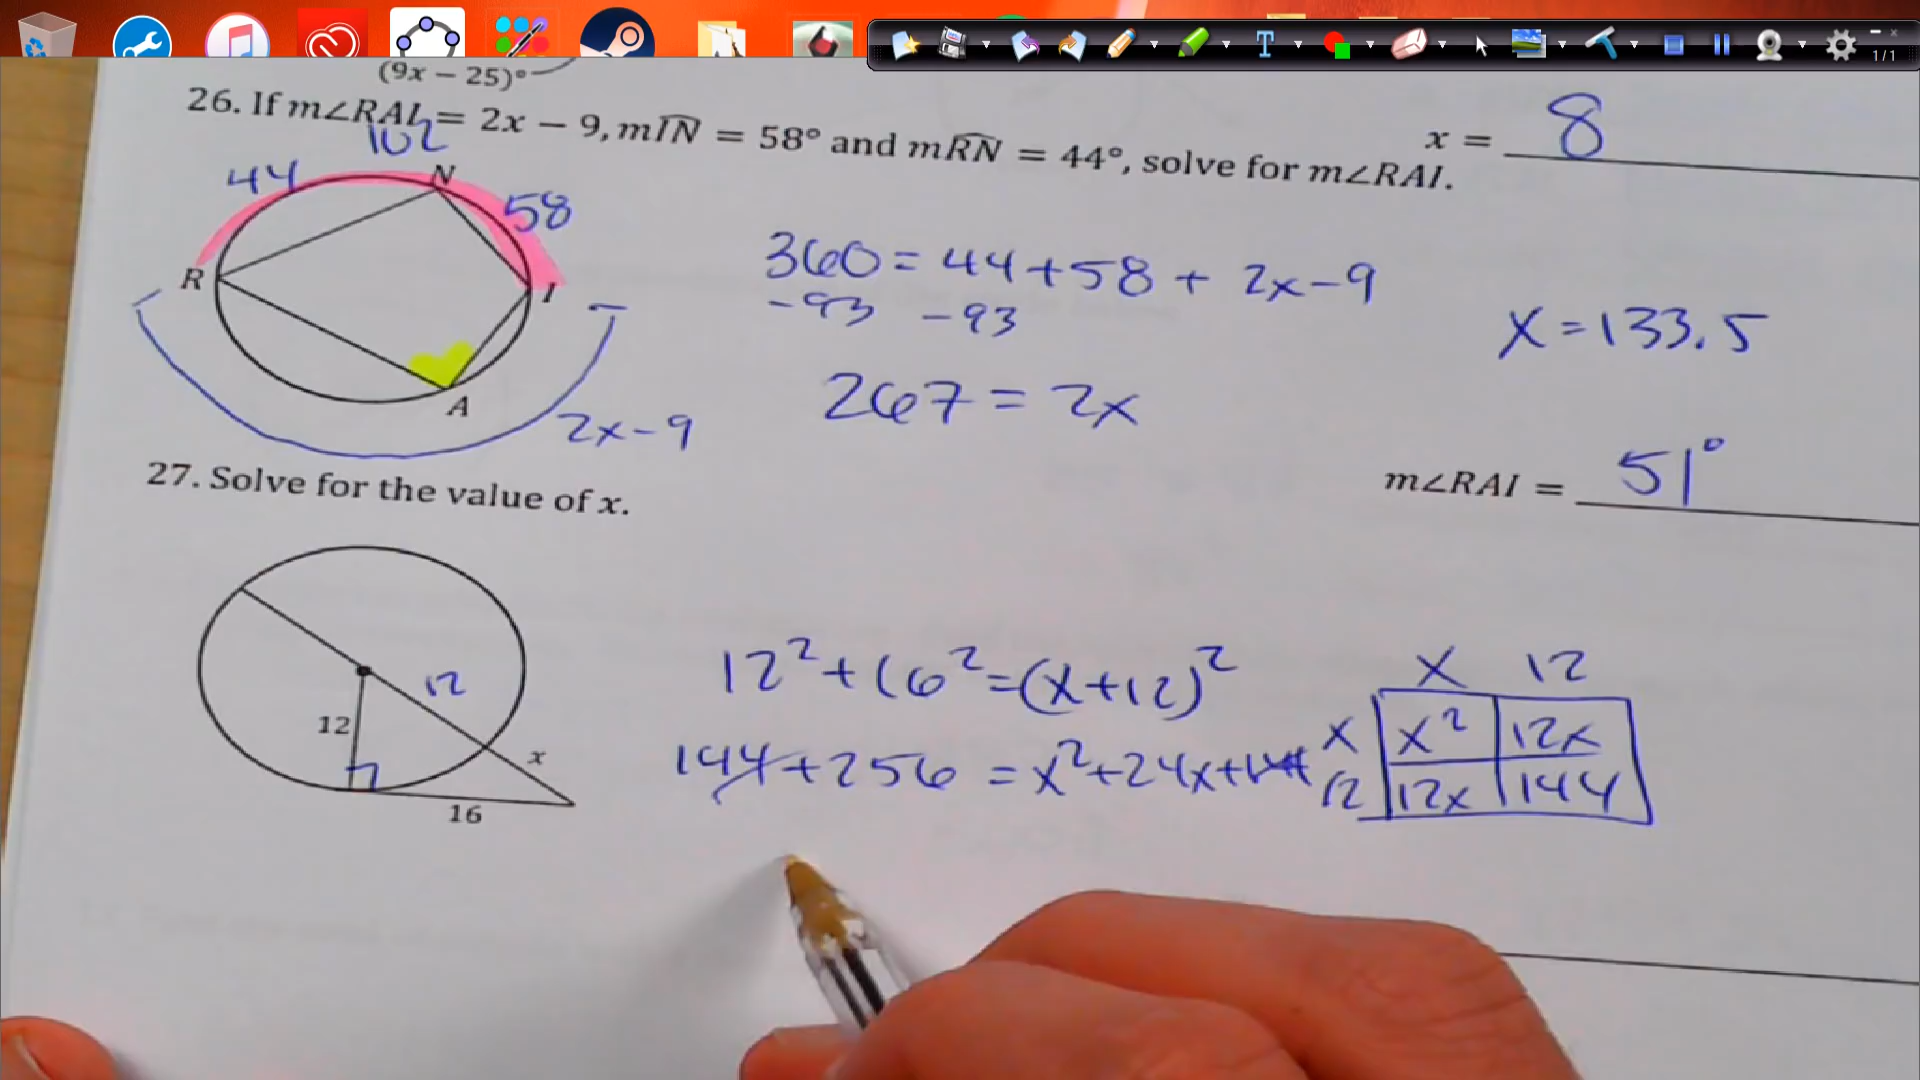 1/1
(9x − 25)°
26. If m∠RAI = 2x − 9, mIN = 58° and mRN = 44°, solve for m∠RAI.
x = 8
102
44
N
58
R
I
A
2x-9
360 = 44+58 + 2x-9
-93 -93
267 = 2x
x = 133.5
m∠RAI = 51°
27. Solve for the value of x.
12
12
x
16
12² + 16² = (x+12)²
144 + 256 = x²+24x+144
x 12
x x² 12x
12 12x 144